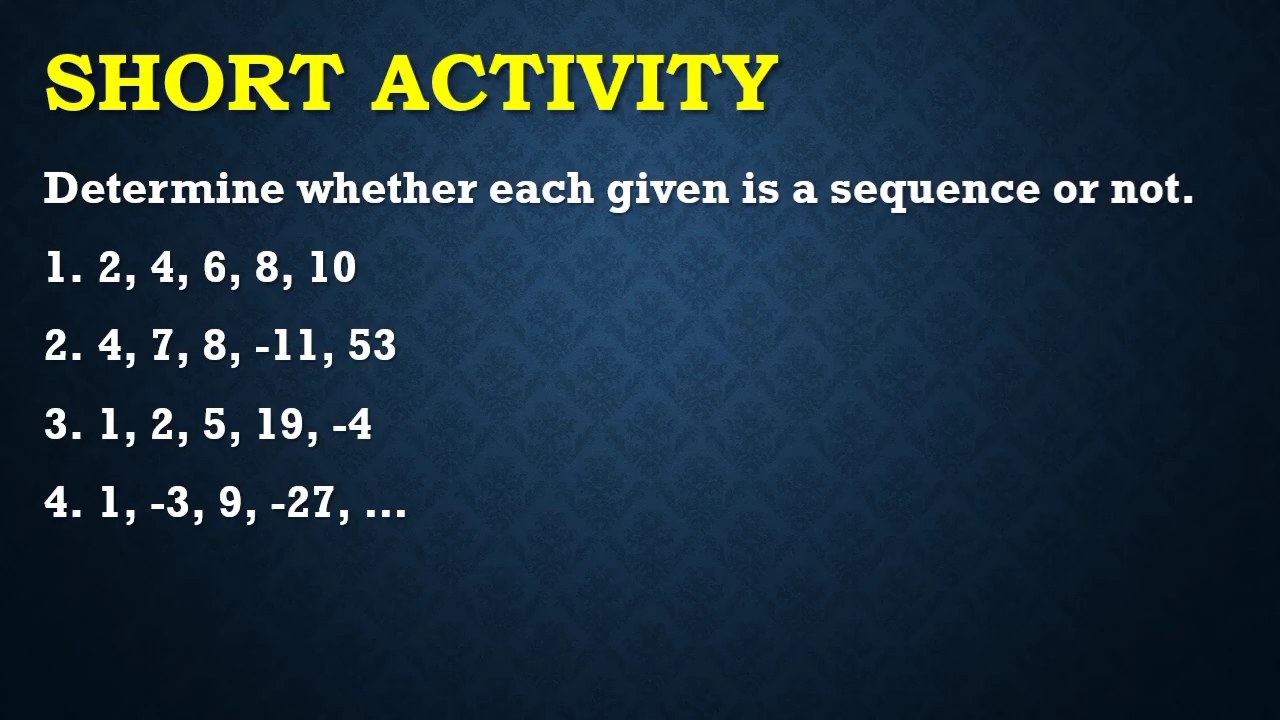 SHORT ACTIVITY
Determine whether each given is a sequence or not.
1. 2, 4, 6, 8, 10
2. 4, 7, 8, -11, 53
3. 1, 2, 5, 19, -4
4. 1, -3, 9, -27, ...